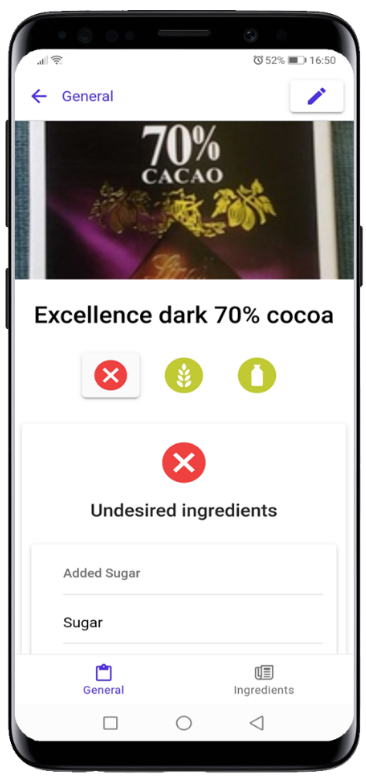 52% 16:50
General
70%
CACAO
Excellence dark 70% cocoa
Undesired ingredients
Added Sugar
Sugar
General
Ingredients